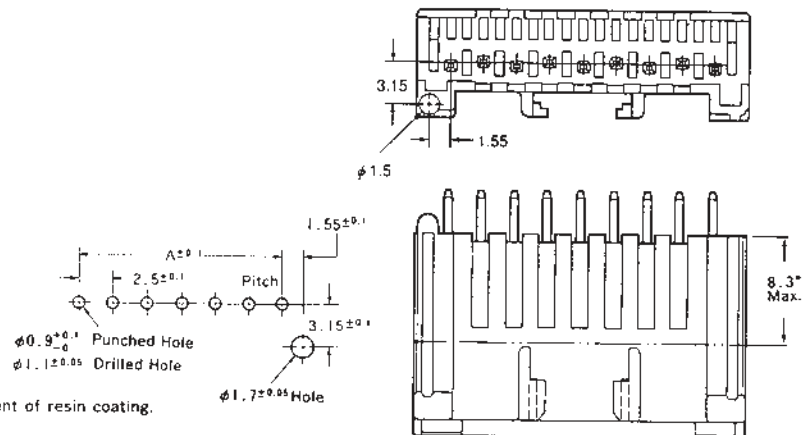 3.15
1.55
φ1.5
1.55±0.1
A±0.1
2.5±0.1
Pitch
8.3*
Max.
3.15±0.1
φ0.9+0.1-0 Punched Hole
φ1.1±0.05 Drilled Hole
φ1.7±0.05 Hole
nt of resin coating.